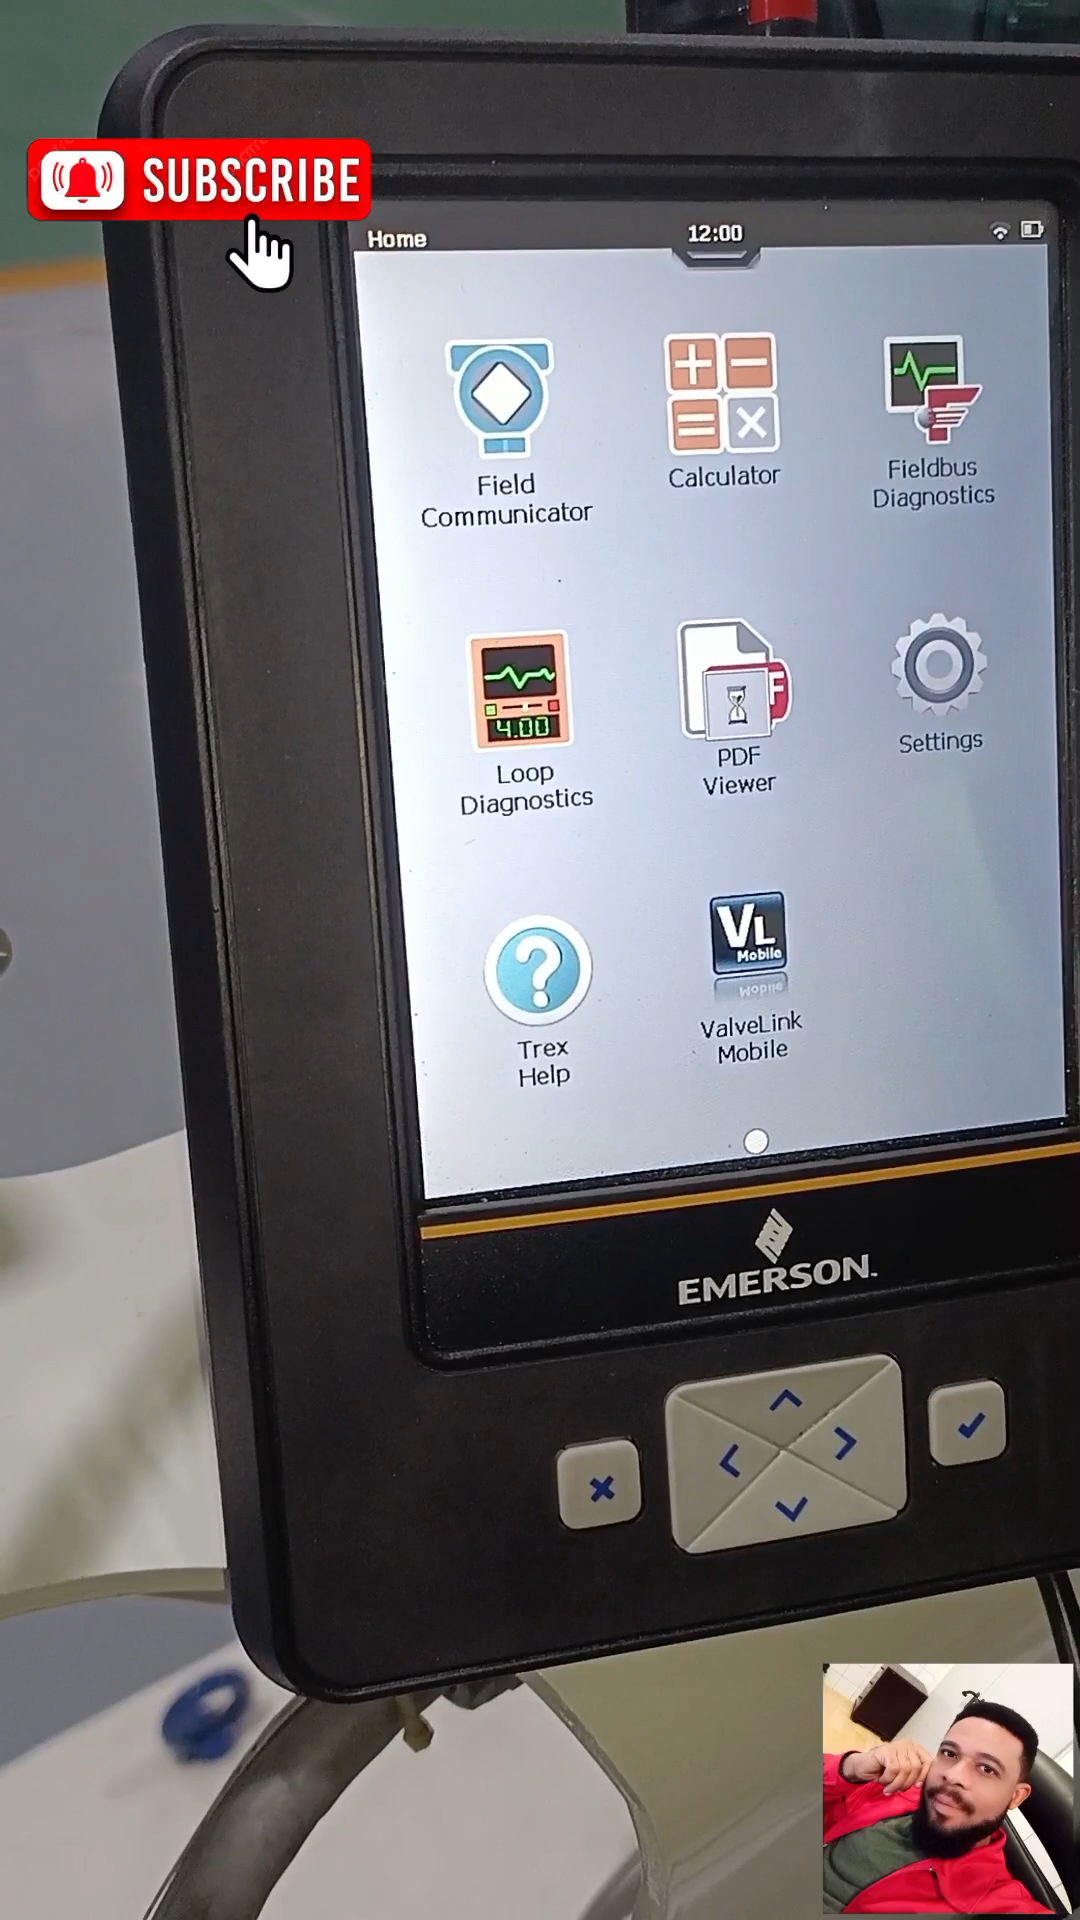 SUBSCRIBE
Home
12:00
Field
Communicator
Calculator
Fieldbus
Diagnostics
4.00
Loop
Diagnostics
F
PDF
Viewer
Settings
Trex
Help
VL
Mobile
ValveLink
Mobile
EMERSON™